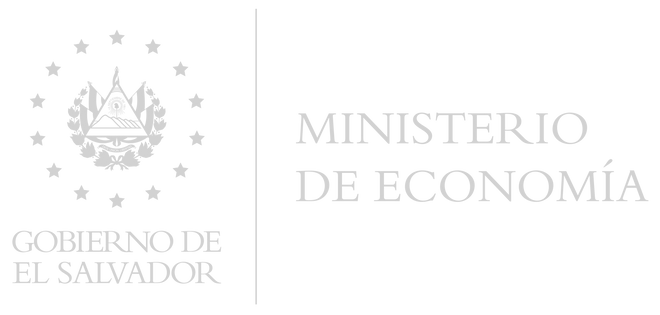 GOBIERNO DE
EL SALVADOR
MINISTERIO
DE ECONOMÍA